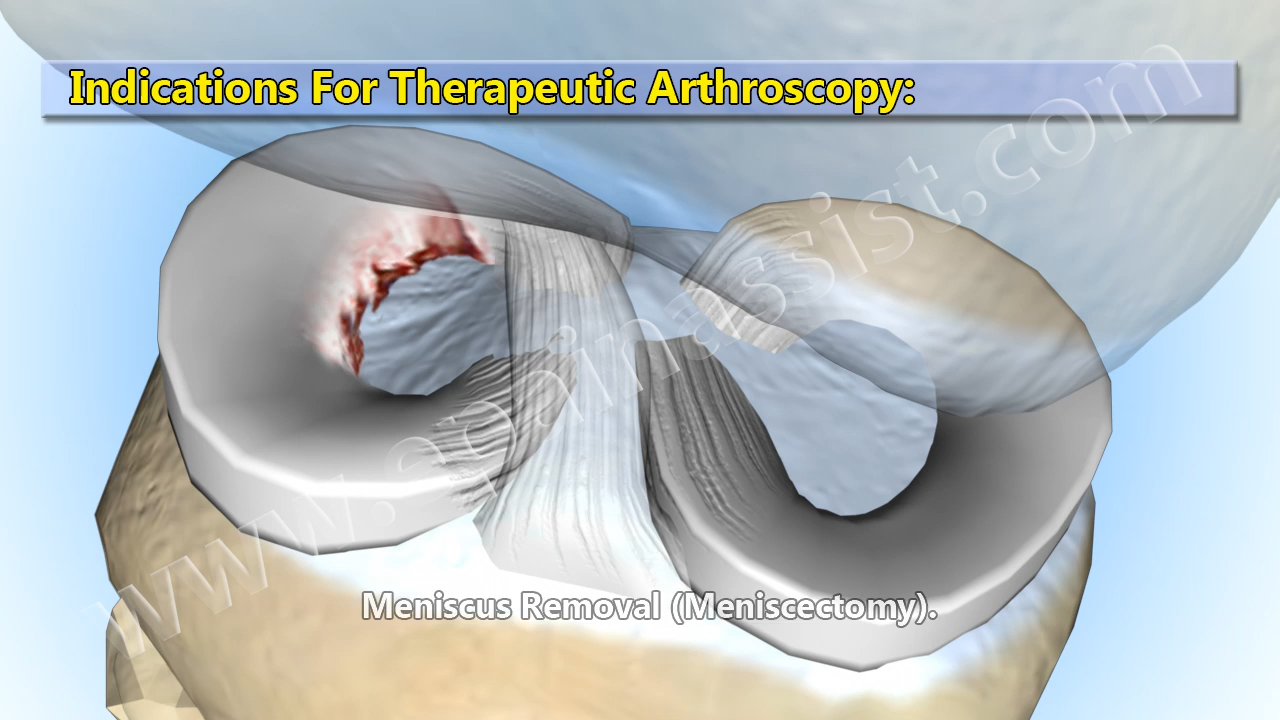 Indications For Therapeutic Arthroscopy:
www.epainassist.com
Meniscus Removal (Meniscectomy).